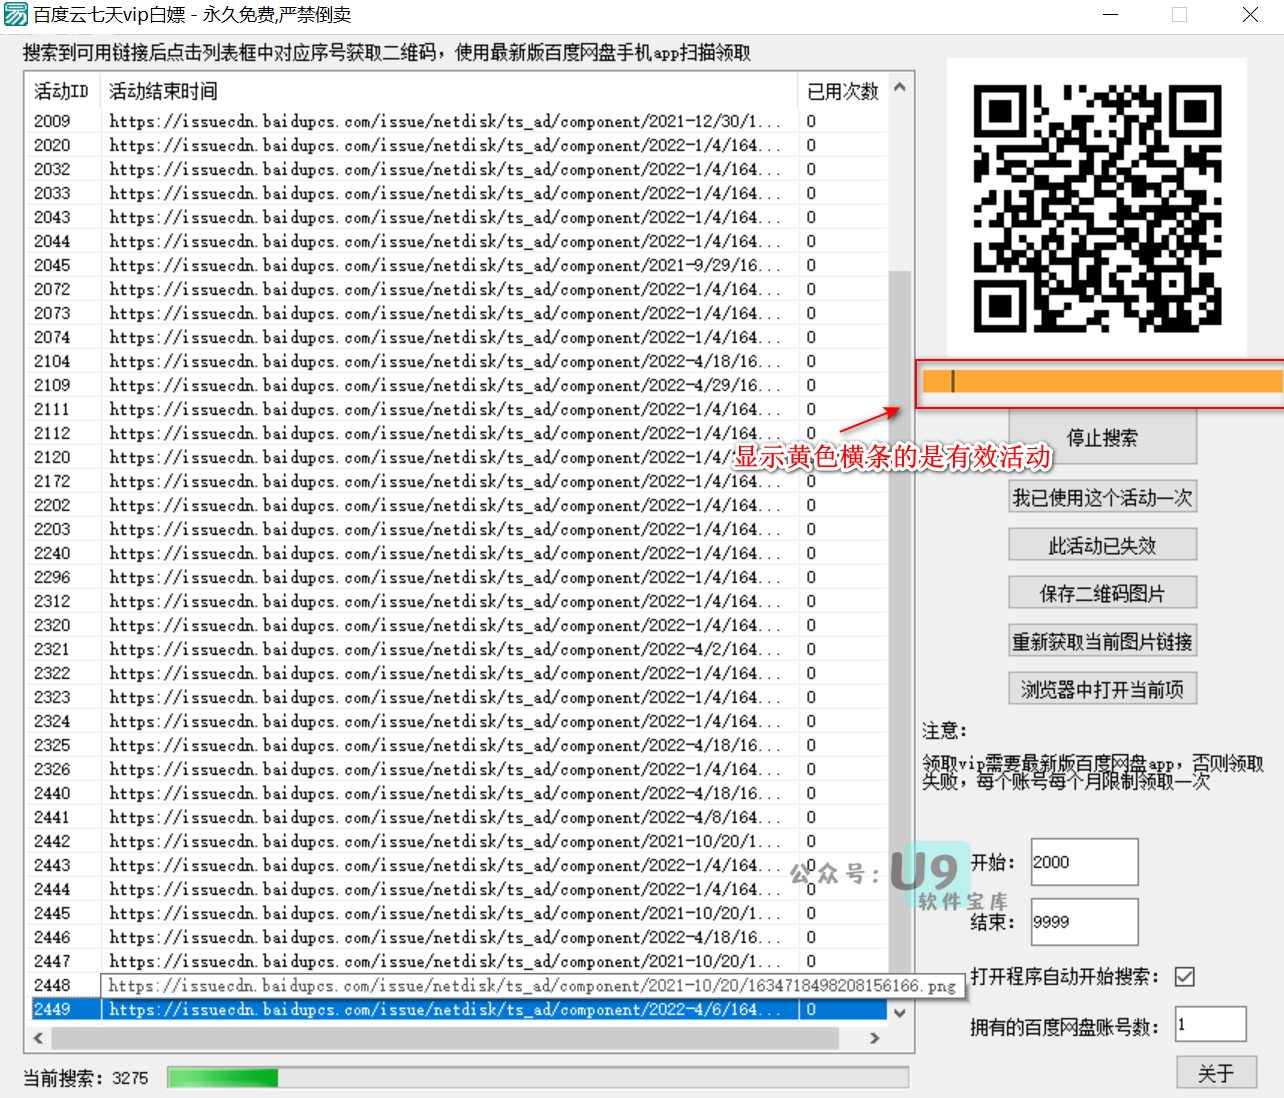 百度云七天vip白嫖 - 永久免费,严禁倒卖
搜索到可用链接后点击列表框中对应序号获取二维码，使用最新版百度网盘手机app扫描领取
活动ID 活动结束时间 已用次数
2009 https://issuecdn.baidupcs.com/issue/netdisk/ts_ad/component/2021-12/30/1... 0
2020 https://issuecdn.baidupcs.com/issue/netdisk/ts_ad/component/2022-1/4/164... 0
2032 https://issuecdn.baidupcs.com/issue/netdisk/ts_ad/component/2022-1/4/164... 0
2033 https://issuecdn.baidupcs.com/issue/netdisk/ts_ad/component/2022-1/4/164... 0
2043 https://issuecdn.baidupcs.com/issue/netdisk/ts_ad/component/2022-1/4/164... 0
2044 https://issuecdn.baidupcs.com/issue/netdisk/ts_ad/component/2022-1/4/164... 0
2045 https://issuecdn.baidupcs.com/issue/netdisk/ts_ad/component/2021-9/29/16... 0
2072 https://issuecdn.baidupcs.com/issue/netdisk/ts_ad/component/2022-1/4/164... 0
2073 https://issuecdn.baidupcs.com/issue/netdisk/ts_ad/component/2022-1/4/164... 0
2074 https://issuecdn.baidupcs.com/issue/netdisk/ts_ad/component/2022-1/4/164... 0
2104 https://issuecdn.baidupcs.com/issue/netdisk/ts_ad/component/2022-4/18/16... 0
2109 https://issuecdn.baidupcs.com/issue/netdisk/ts_ad/component/2022-4/29/16... 0
2111 https://issuecdn.baidupcs.com/issue/netdisk/ts_ad/component/2022-1/4/164... 0
2112 https://issuecdn.baidupcs.com/issue/netdisk/ts_ad/component/2022-1/4/164... 0
2120 https://issuecdn.baidupcs.com/issue/netdisk/ts_ad/component/2022-1/4/
2172 https://issuecdn.baidupcs.com/issue/netdisk/ts_ad/component/2022-1/4/164... 0
2202 https://issuecdn.baidupcs.com/issue/netdisk/ts_ad/component/2022-1/4/164... 0
2203 https://issuecdn.baidupcs.com/issue/netdisk/ts_ad/component/2022-1/4/164... 0
2240 https://issuecdn.baidupcs.com/issue/netdisk/ts_ad/component/2022-1/4/164... 0
2296 https://issuecdn.baidupcs.com/issue/netdisk/ts_ad/component/2022-1/4/164... 0
2312 https://issuecdn.baidupcs.com/issue/netdisk/ts_ad/component/2022-1/4/164... 0
2320 https://issuecdn.baidupcs.com/issue/netdisk/ts_ad/component/2022-1/4/164... 0
2321 https://issuecdn.baidupcs.com/issue/netdisk/ts_ad/component/2022-4/2/164... 0
2322 https://issuecdn.baidupcs.com/issue/netdisk/ts_ad/component/2022-1/4/164... 0
2323 https://issuecdn.baidupcs.com/issue/netdisk/ts_ad/component/2022-1/4/164... 0
2324 https://issuecdn.baidupcs.com/issue/netdisk/ts_ad/component/2022-1/4/164... 0
2325 https://issuecdn.baidupcs.com/issue/netdisk/ts_ad/component/2022-4/18/16... 0
2326 https://issuecdn.baidupcs.com/issue/netdisk/ts_ad/component/2022-1/4/164... 0
2440 https://issuecdn.baidupcs.com/issue/netdisk/ts_ad/component/2022-4/18/16... 0
2441 https://issuecdn.baidupcs.com/issue/netdisk/ts_ad/component/2022-4/8/164... 0
2442 https://issuecdn.baidupcs.com/issue/netdisk/ts_ad/component/2021-10/20/1... 0
2443 https://issuecdn.baidupcs.com/issue/netdisk/ts_ad/component/2022-1/4/164... 0
2444 https://issuecdn.baidupcs.com/issue/netdisk/ts_ad/component/2022-1/4/164... 0
2445 https://issuecdn.baidupcs.com/issue/netdisk/ts_ad/component/2021-10/20/1... 0
2446 https://issuecdn.baidupcs.com/issue/netdisk/ts_ad/component/2022-4/18/16... 0
2447 https://issuecdn.baidupcs.com/issue/netdisk/ts_ad/component/2021-10/20/1... 0
2448 https://issuecdn.baidupcs.com/issue/netdisk/ts_ad/component/2021-10/20/1634718498208156166.png
2449 https://issuecdn.baidupcs.com/issue/netdisk/ts_ad/component/2022-4/6/164... 0
当前搜索：3275
显示黄色横条的是有效活动
停止搜索
我已使用这个活动一次
此活动已失效
保存二维码图片
重新获取当前图片链接
浏览器中打开当前项
注意：
领取vip需要最新版百度网盘app，否则领取
失败，每个账号每个月限制领取一次
公众号：U9
软件宝库
开始：2000
结束：9999
打开程序自动开始搜索：
拥有的百度网盘账号数：1
关于